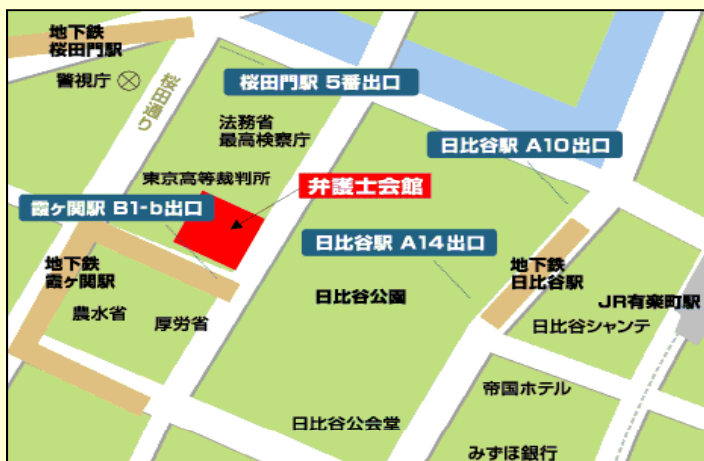 地下鉄
桜田門駅
警視庁
桜田通り
桜田門駅 5番出口
法務省
最高検察庁
日比谷駅 A10出口
東京高等裁判所
弁護士会館
霞ヶ関駅 B1-b出口
日比谷駅 A14出口
地下鉄
霞ヶ関駅
地下鉄
日比谷駅
日比谷公園
JR有楽町駅
農水省
厚労省
日比谷シャンテ
帝国ホテル
日比谷公会堂
みずほ銀行